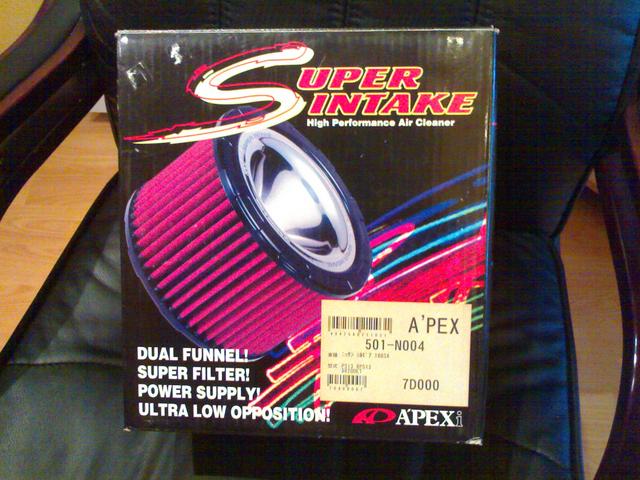 SUPER
INTAKE
High Performance Air Cleaner
A'PEX
501-N004
7D000
DUAL FUNNEL!
SUPER FILTER!
POWER SUPPLY!
ULTRA LOW OPPOSITION!
APEXi